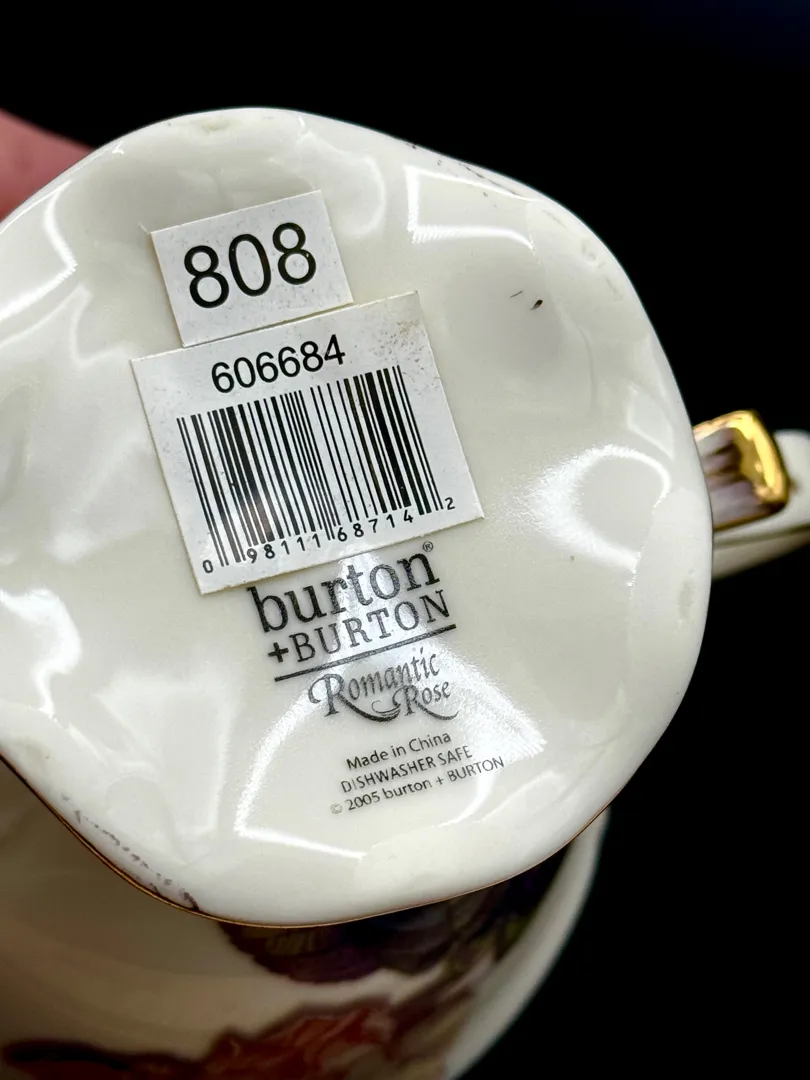 808
606684
0 98111 68714 2
burton®
+BURTON
Romantic
Rose
Made in China
DISHWASHER SAFE
© 2005 burton + BURTON